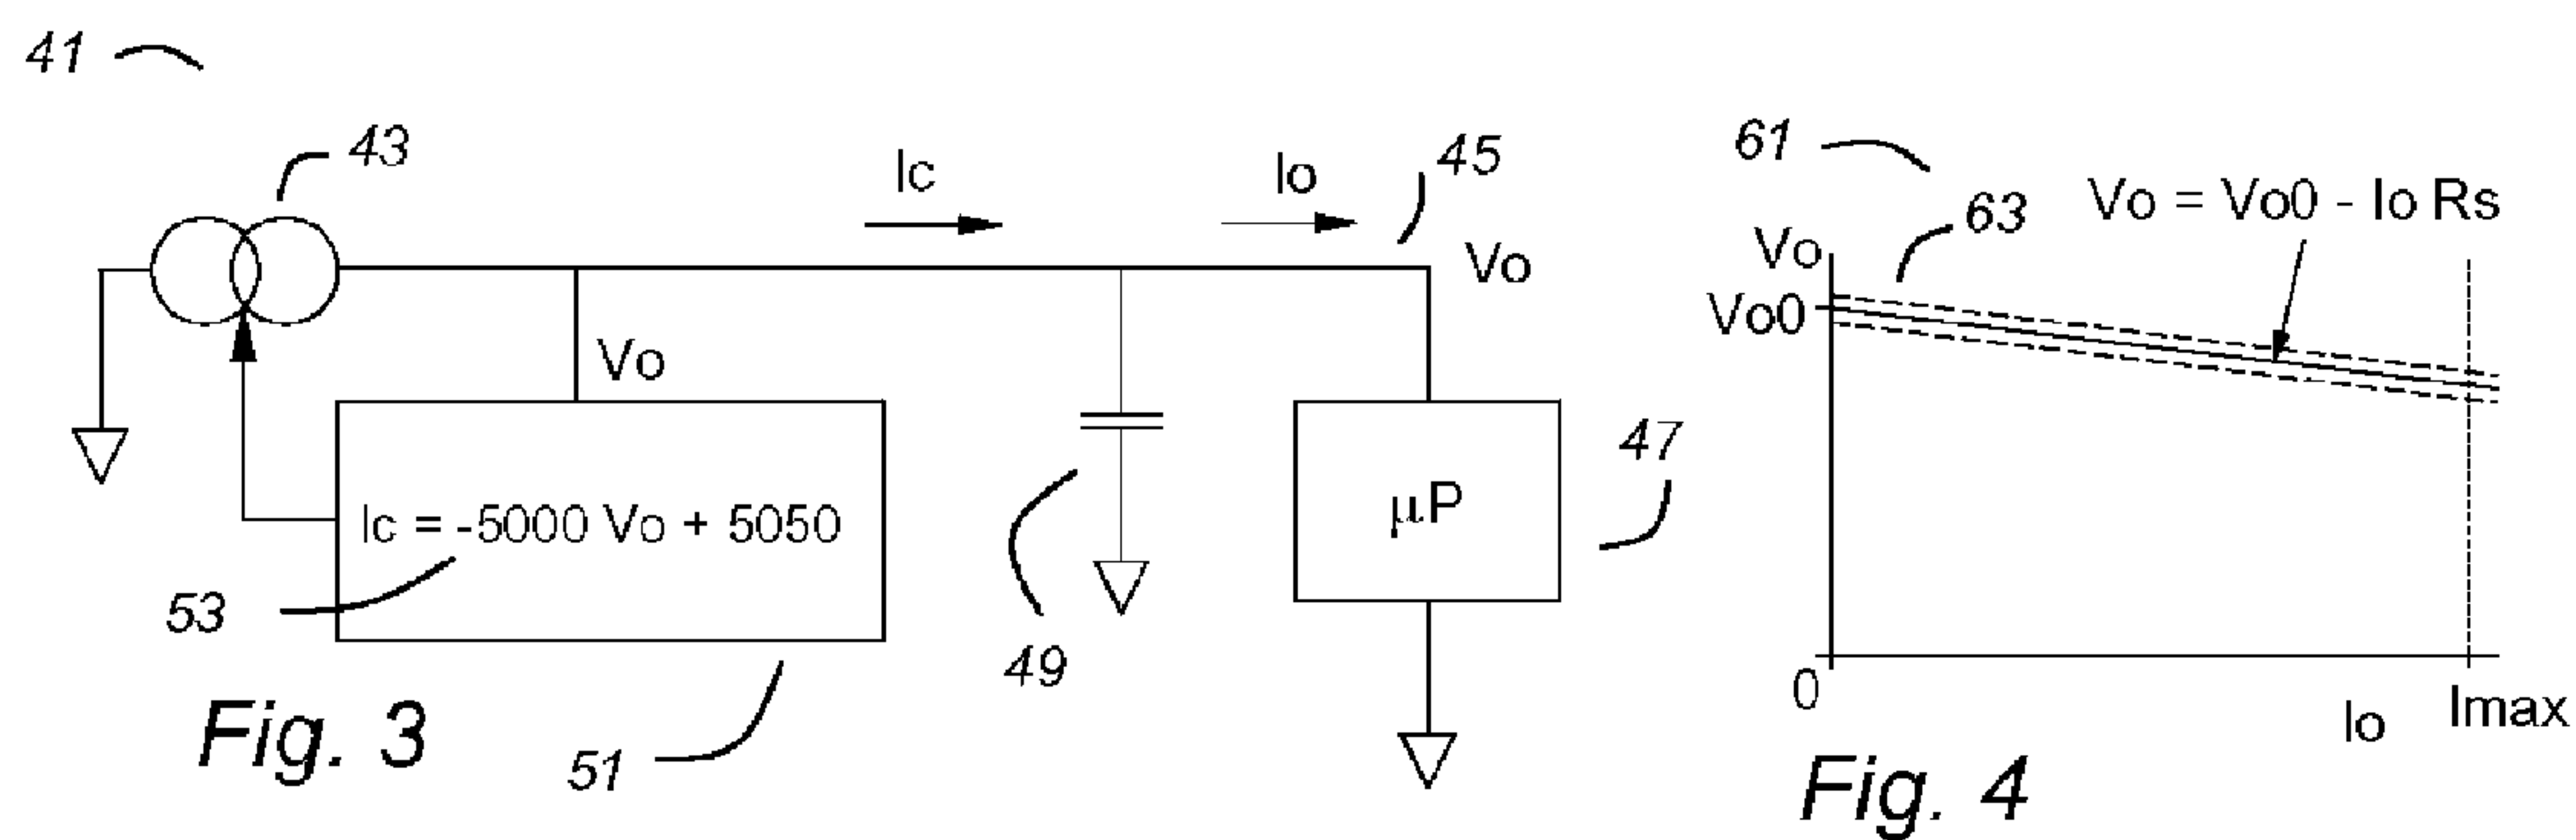 41
43
Ic
Io
45
Vo
Vo
Ic = -5000 Vo + 5050
53
51
49
μP
47
Fig. 3
61
63
Vo = Vo0 - Io Rs
Vo
Vo0
0
Io
Imax
Fig. 4